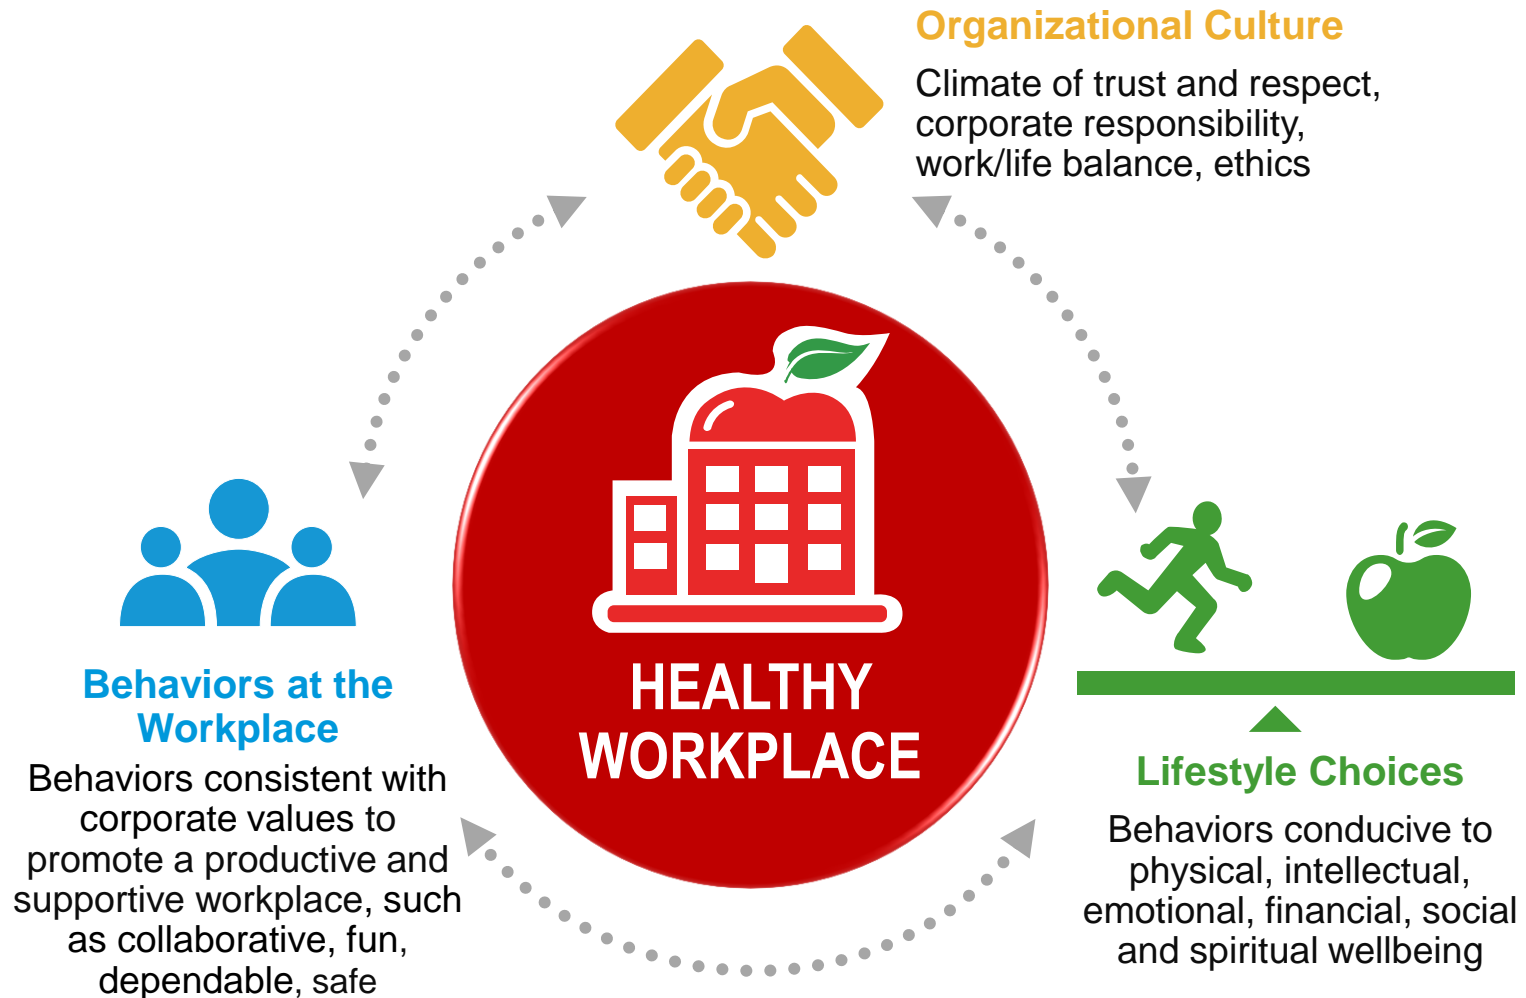 Organizational Culture
Climate of trust and respect,
corporate responsibility,
work/life balance, ethics
HEALTHY
WORKPLACE
Behaviors at the
Workplace
Behaviors consistent with
corporate values to
promote a productive and
supportive workplace, such
as collaborative, fun,
dependable, safe
Lifestyle Choices
Behaviors conducive to
physical, intellectual,
emotional, financial, social
and spiritual wellbeing